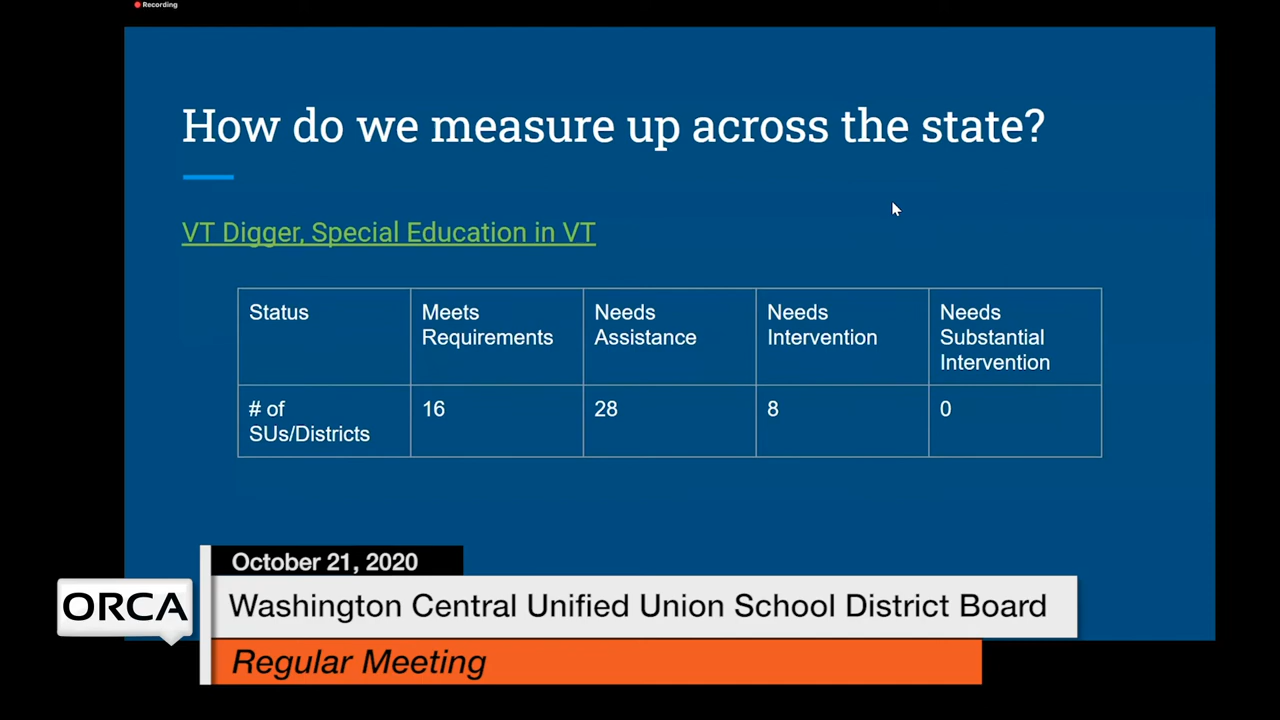 Recording
How do we measure up across the state?
VT Digger, Special Education in VT
Status
Meets
Requirements
Needs
Assistance
Needs
Intervention
Needs
Substantial
Intervention
# of
SUs/Districts
16
28
8
0
October 21, 2020
ORCA
Washington Central Unified Union School District Board
Regular Meeting